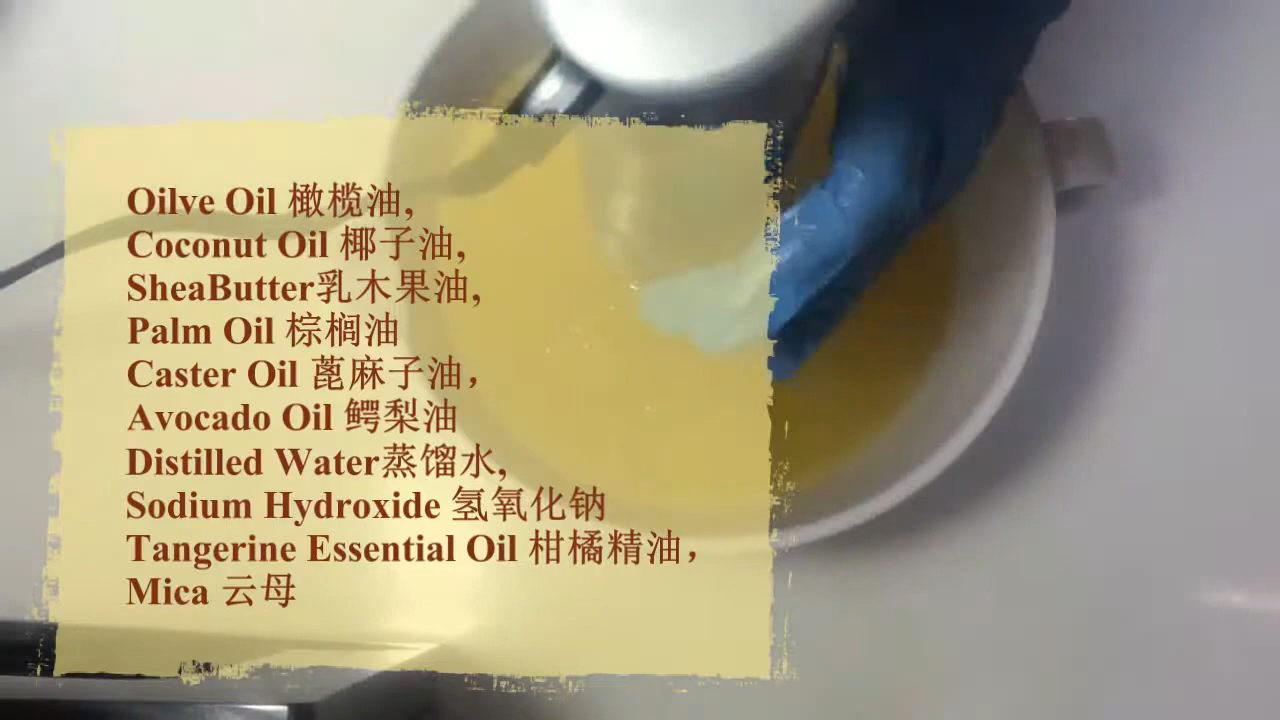 Oilve Oil 橄榄油,
Coconut Oil 椰子油,
SheaButter乳木果油,
Palm Oil 棕榈油
Caster Oil 蓖麻子油，
Avocado Oil 鳄梨油
Distilled Water蒸馏水,
Sodium Hydroxide 氢氧化钠
Tangerine Essential Oil 柑橘精油，
Mica 云母